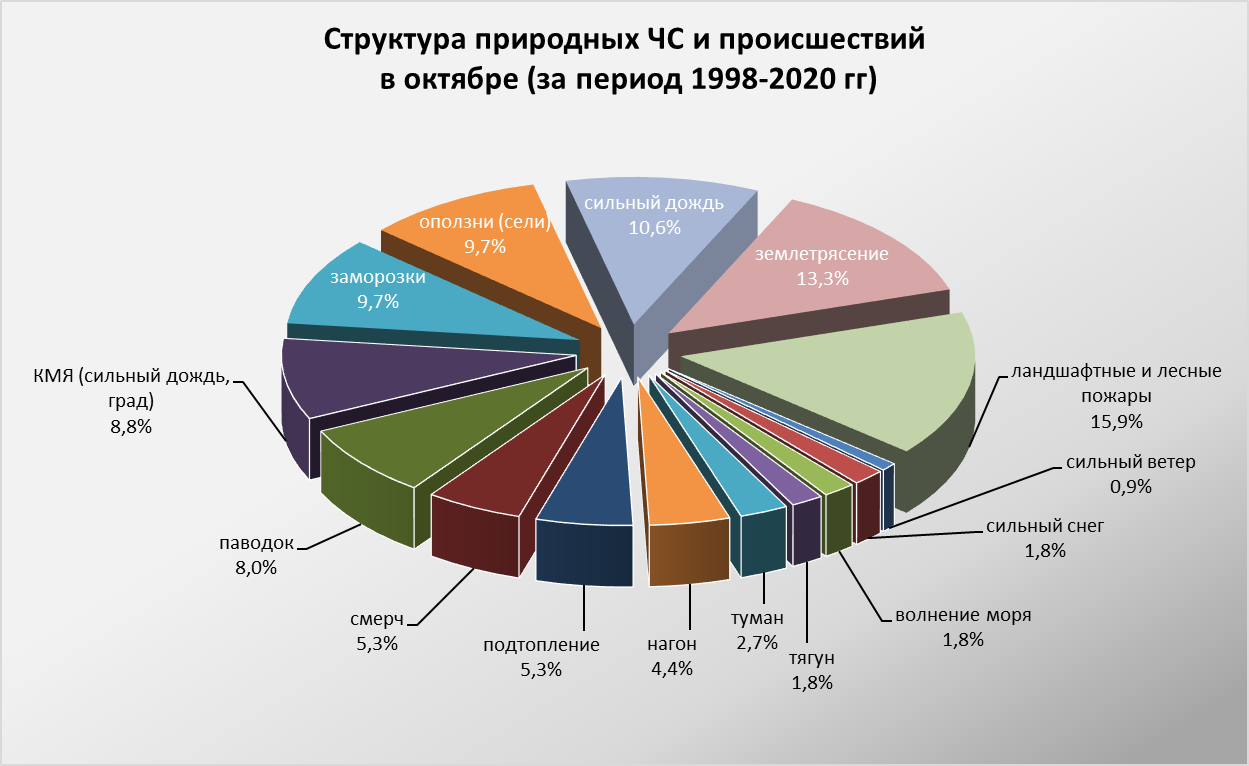 Структура природных ЧС и происшествий
в октябре (за период 1998-2020 гг)
сильный дождь
10,6%
землетрясение
13,3%
ландшафтные и лесные
пожары
15,9%
сильный ветер
0,9%
сильный снег
1,8%
волнение моря
1,8%
тягун
1,8%
туман
2,7%
нагон
4,4%
подтопление
5,3%
смерч
5,3%
паводок
8,0%
КМЯ (сильный дождь,
град)
8,8%
заморозки
9,7%
оползни (сели)
9,7%